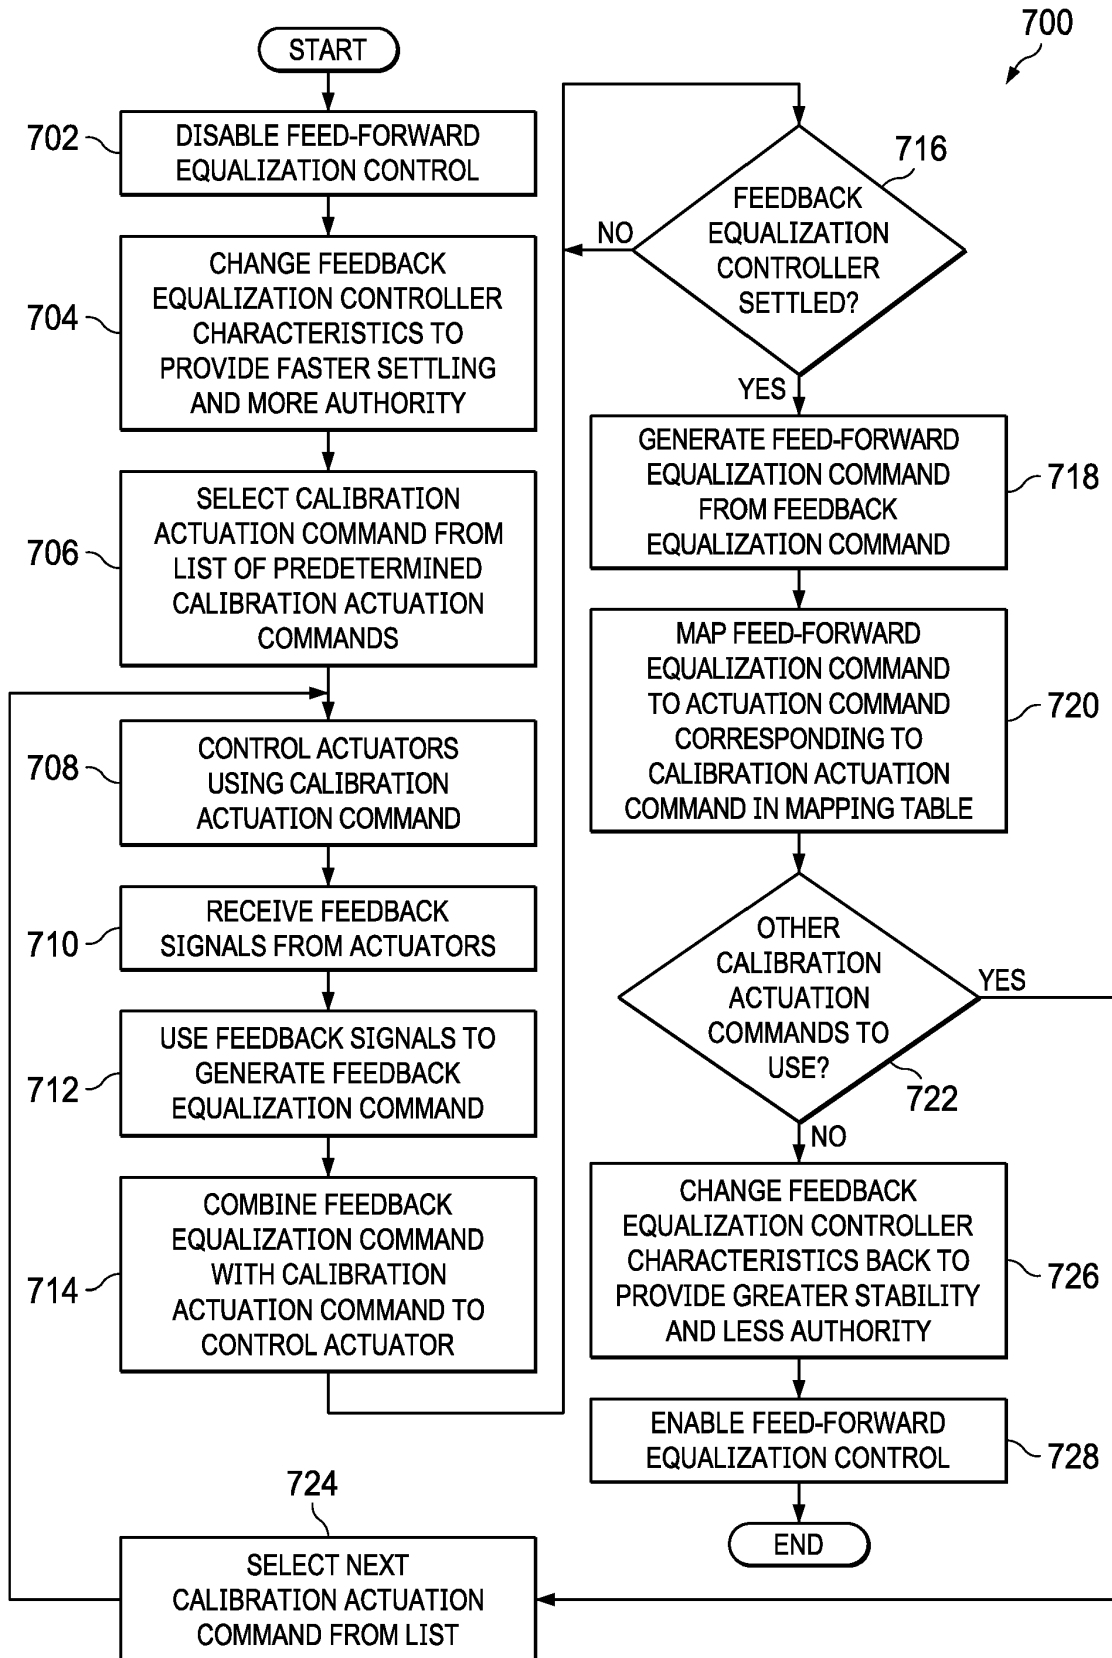 700
START
702
DISABLE FEED-FORWARD
EQUALIZATION CONTROL
704
CHANGE FEEDBACK
EQUALIZATION CONTROLLER
CHARACTERISTICS TO
PROVIDE FASTER SETTLING
AND MORE AUTHORITY
706
SELECT CALIBRATION
ACTUATION COMMAND FROM
LIST OF PREDETERMINED
CALIBRATION ACTUATION
COMMANDS
708
CONTROL ACTUATORS
USING CALIBRATION
ACTUATION COMMAND
710
RECEIVE FEEDBACK
SIGNALS FROM ACTUATORS
712
USE FEEDBACK SIGNALS TO
GENERATE FEEDBACK
EQUALIZATION COMMAND
714
COMBINE FEEDBACK
EQUALIZATION COMMAND
WITH CALIBRATION
ACTUATION COMMAND TO
CONTROL ACTUATOR
716
FEEDBACK
EQUALIZATION
CONTROLLER
SETTLED?
NO
YES
GENERATE FEED-FORWARD
EQUALIZATION COMMAND
FROM FEEDBACK
EQUALIZATION COMMAND
718
MAP FEED-FORWARD
EQUALIZATION COMMAND
TO ACTUATION COMMAND
CORRESPONDING TO
CALIBRATION ACTUATION
COMMAND IN MAPPING TABLE
720
OTHER
CALIBRATION
ACTUATION
COMMANDS TO
USE?
YES
722
NO
CHANGE FEEDBACK
EQUALIZATION CONTROLLER
CHARACTERISTICS BACK TO
PROVIDE GREATER STABILITY
AND LESS AUTHORITY
726
ENABLE FEED-FORWARD
EQUALIZATION CONTROL
728
END
724
SELECT NEXT
CALIBRATION ACTUATION
COMMAND FROM LIST